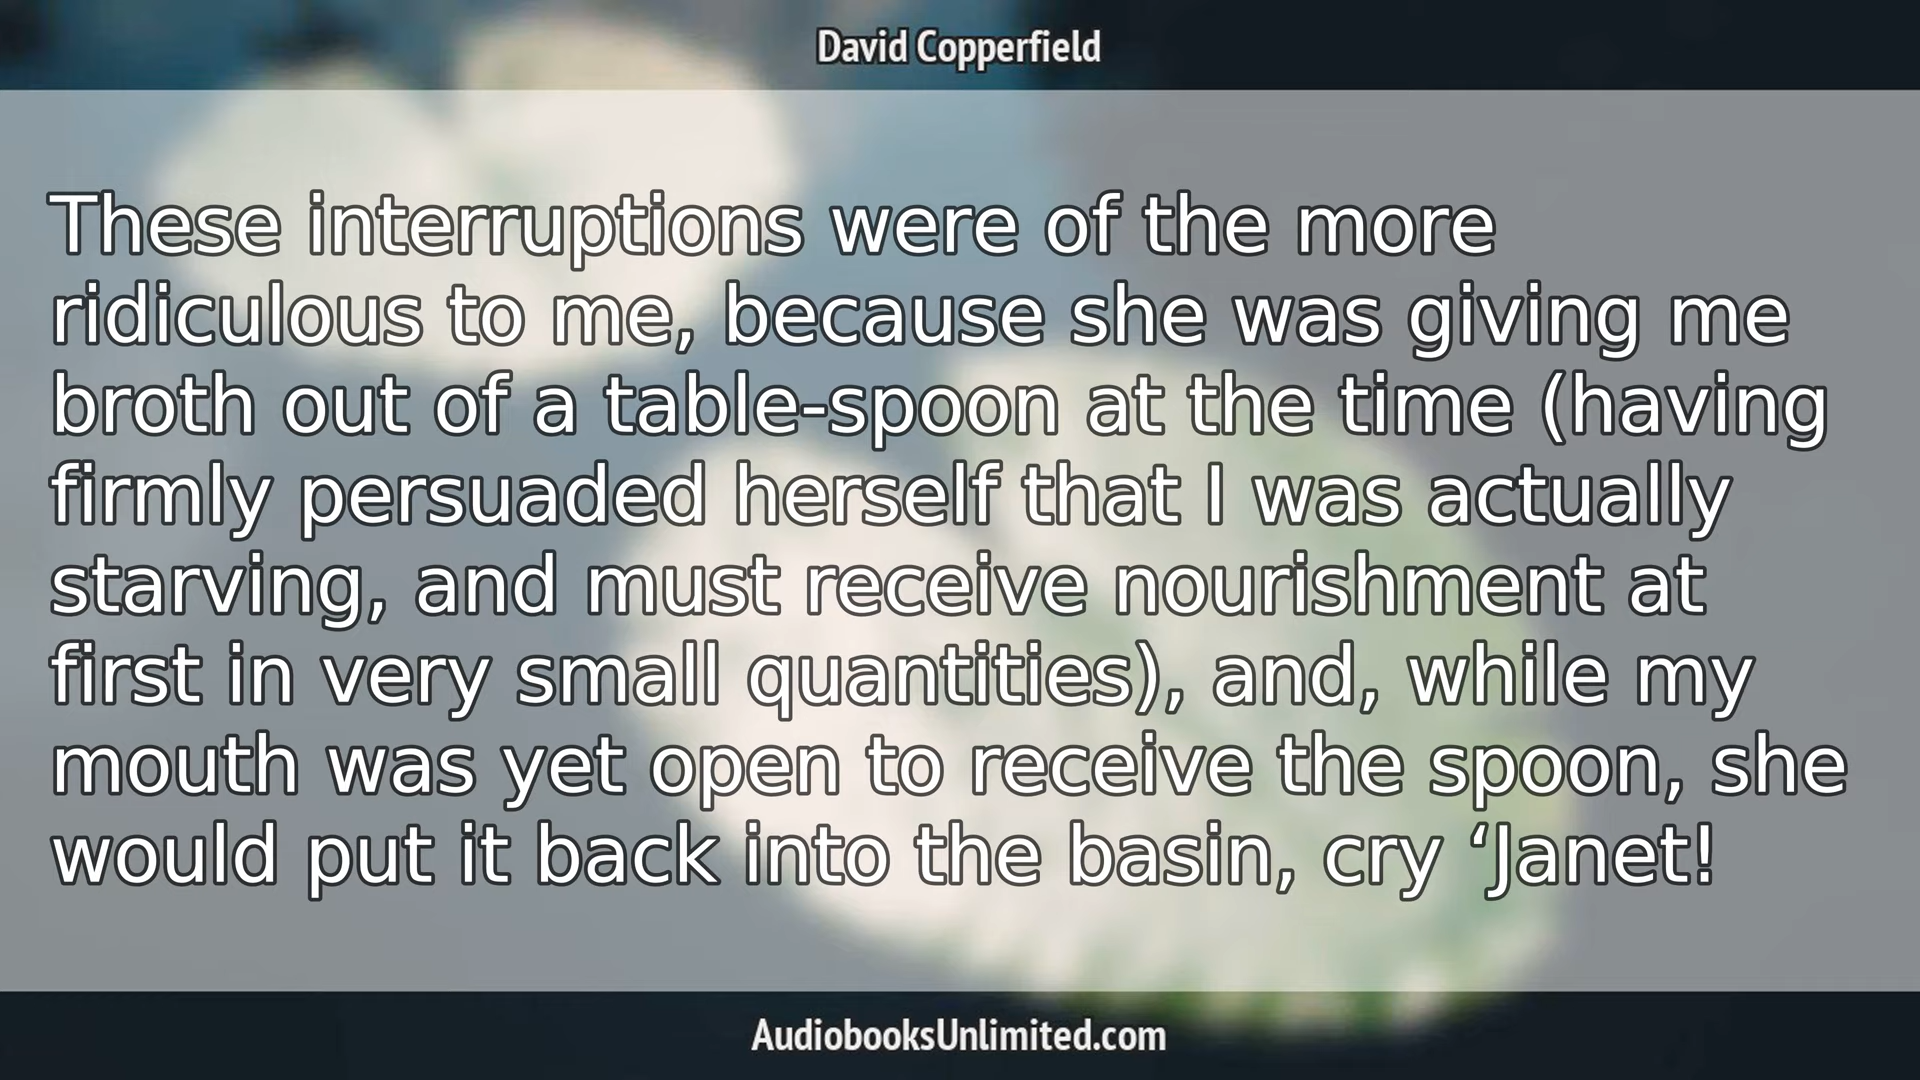 David Copperfield
These interruptions were of the more
ridiculous to me, because she was giving me
broth out of a table-spoon at the time (having
firmly persuaded herself that I was actually
starving, and must receive nourishment at
first in very small quantities), and, while my
mouth was yet open to receive the spoon, she
would put it back into the basin, cry ‘Janet!
AudiobooksUnlimited.com